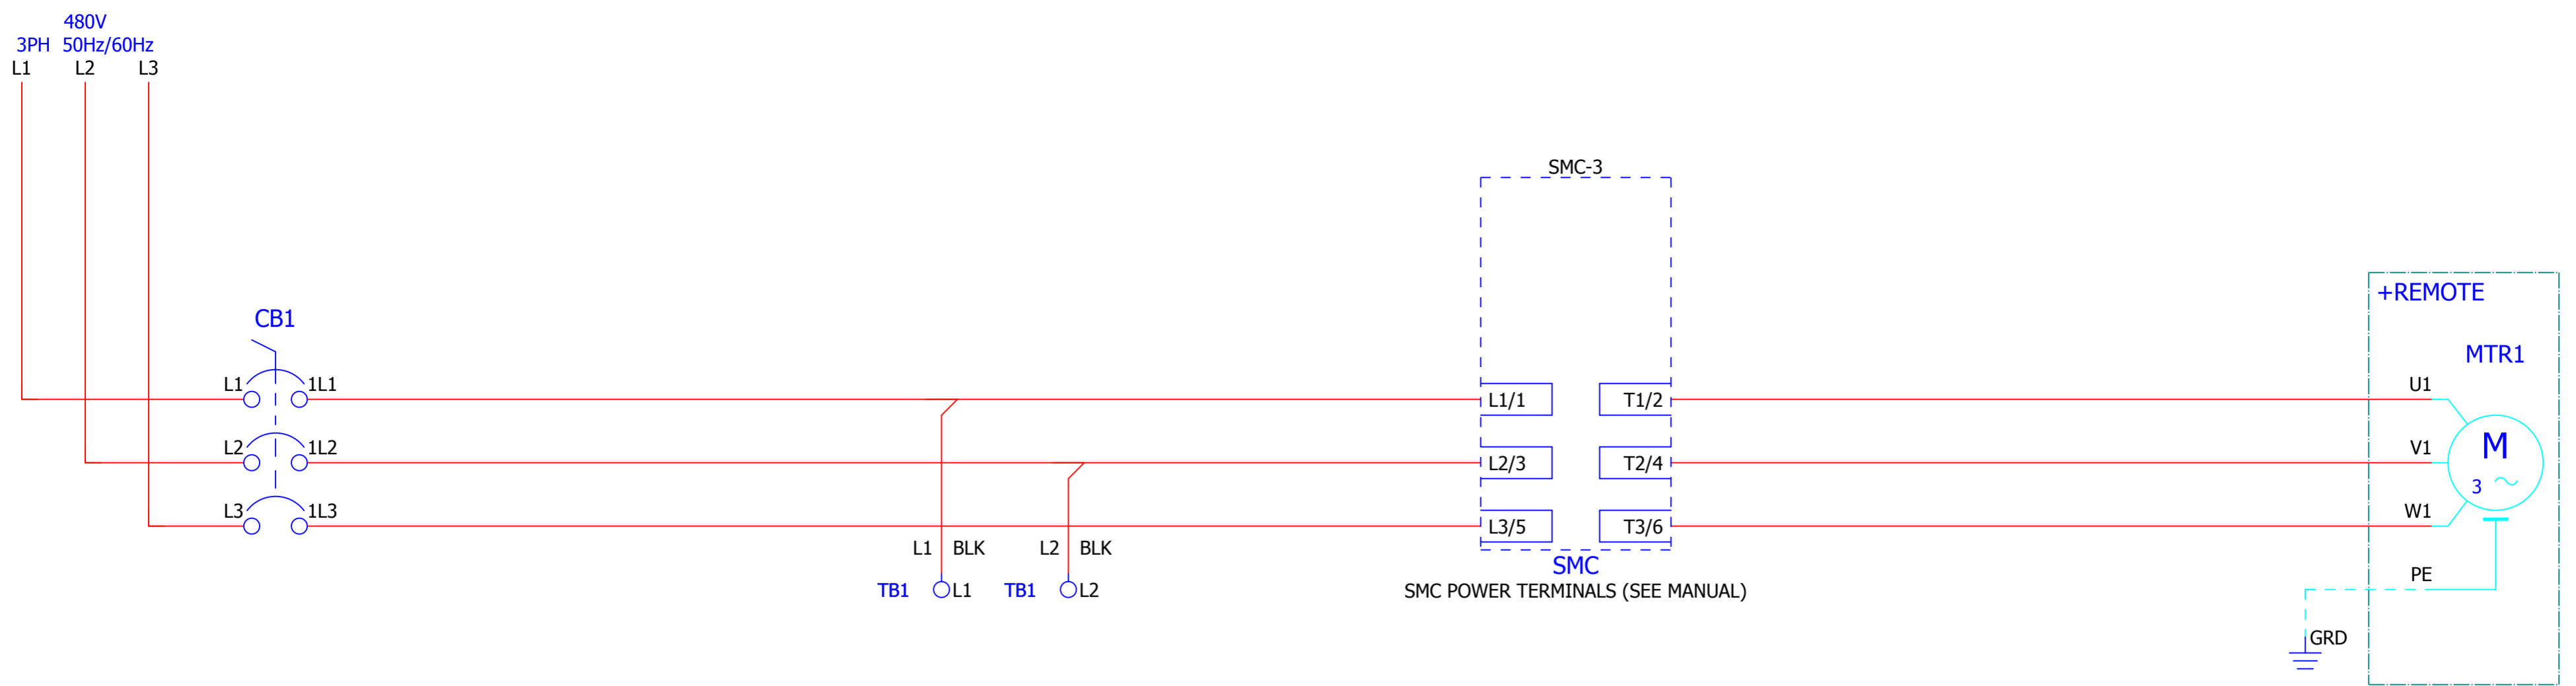 480V
3PH 50Hz/60Hz
L1 L2 L3
SMC-3
+REMOTE
CB1
MTR1
L1 1L1
L1/1 T1/2
U1
L2 1L2
L2/3 T2/4
V1
M
3
L3 1L3
L3/5 T3/6
W1
L1 BLK L2 BLK
SMC
PE
TB1 L1 TB1 L2
SMC POWER TERMINALS (SEE MANUAL)
GRD